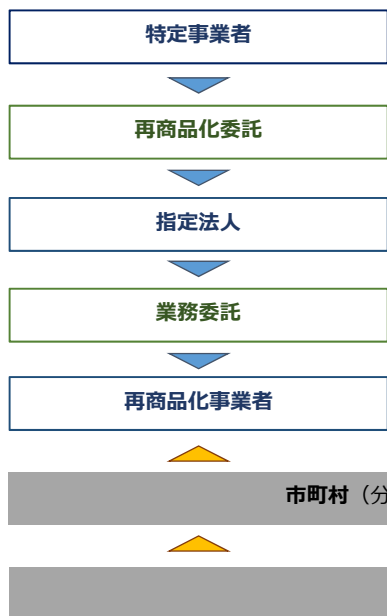 特定事業者
再商品化委託
指定法人
業務委託
再商品化事業者
市町村（分